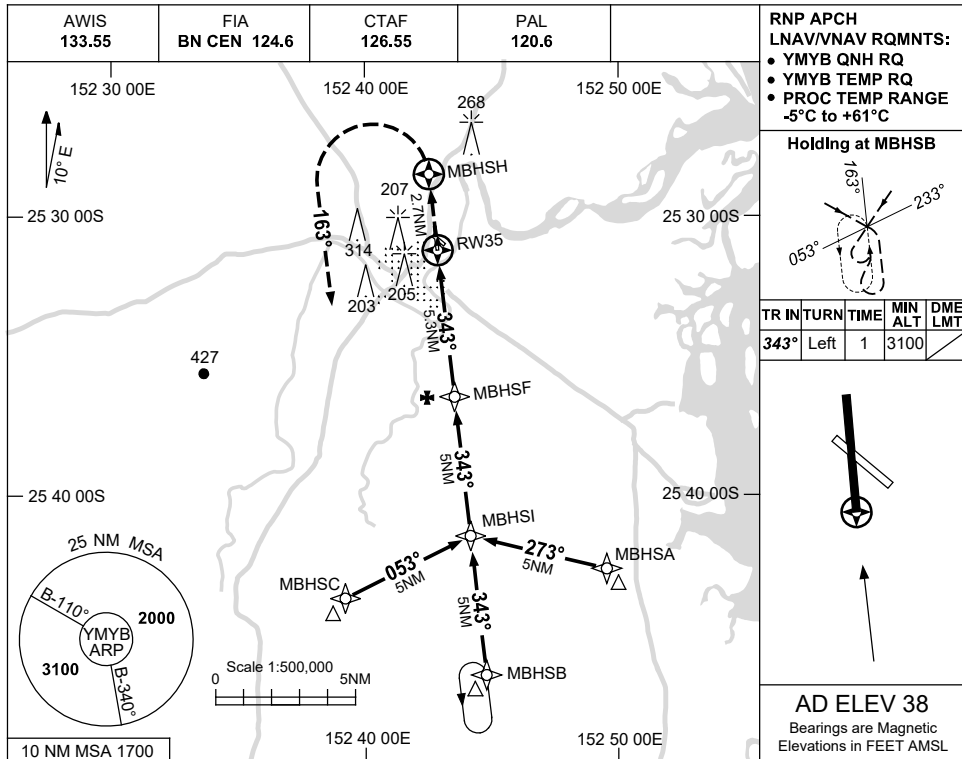 AWIS
133.55
FIA
BN CEN 124.6
CTAF
126.55
PAL
120.6
RNP APCH
LNAV/VNAV RQMNTS:
• YMYB QNH RQ
• YMYB TEMP RQ
• PROC TEMP RANGE
-5°C to +61°C
152 30 00E
152 40 00E
152 50 00E
10° E
268
MBHSH
207
2.7NM
25 30 00S
25 30 00S
163°
314
RW35
203
205
343°
5.3NM
427
MBHSF
343°
5NM
25 40 00S
25 40 00S
MBHSI
MBHSC
053°
5NM
273°
5NM
MBHSA
343°
5NM
MBHSB
25 NM MSA
B-110°
2000
YMYB
ARP
3100
B-340°
Scale 1:500,000
0
5NM
10 NM MSA 1700
152 40 00E
152 50 00E
Holding at MBHSB
163°
233°
053°
TR IN TURN TIME MIN ALT DME LMT
343° Left 1 3100
AD ELEV 38
Bearings are Magnetic
Elevations in FEET AMSL